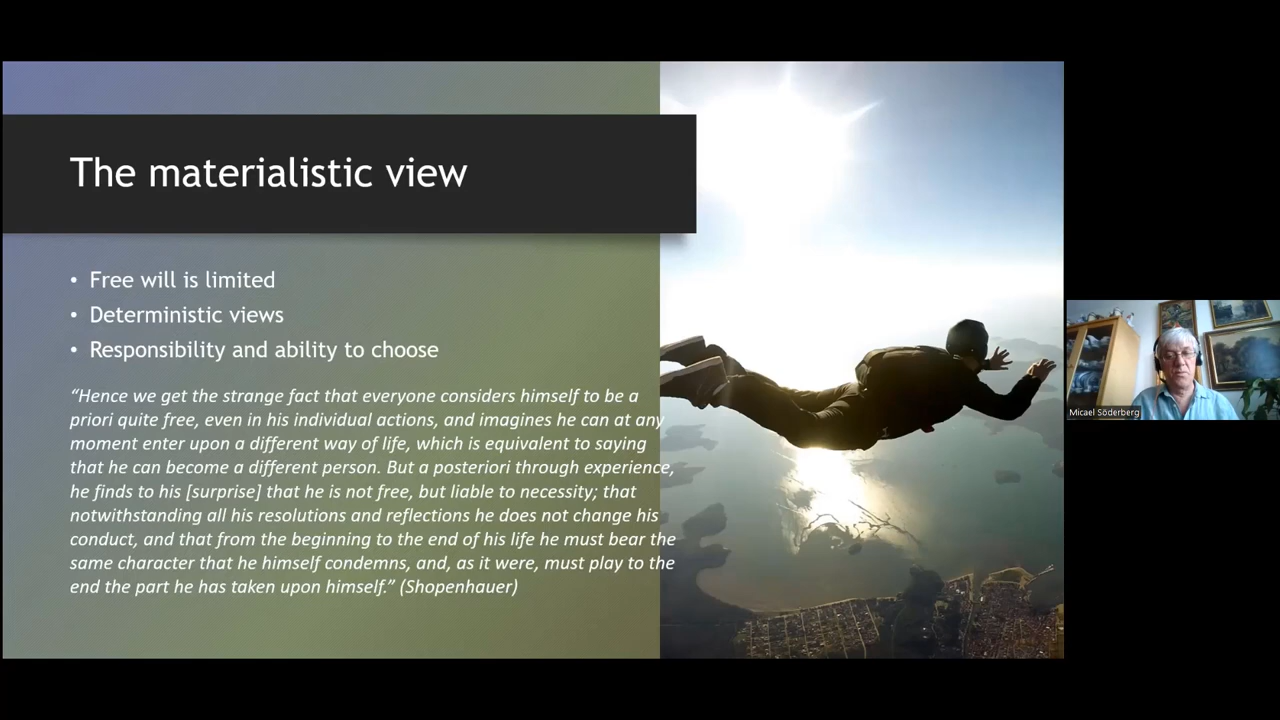 The materialistic view
• Free will is limited
• Deterministic views
• Responsibility and ability to choose
“Hence we get the strange fact that everyone considers himself to be a
priori quite free, even in his individual actions, and imagines he can at any
moment enter upon a different way of life, which is equivalent to saying
that he can become a different person. But a posteriori through experience,
he finds to his [surprise] that he is not free, but liable to necessity; that
notwithstanding all his resolutions and reflections he does not change his
conduct, and that from the beginning to the end of his life he must bear the
same character that he himself condemns, and, as it were, must play to the
end the part he has taken upon himself.” (Shopenhauer)
Micael Söderberg